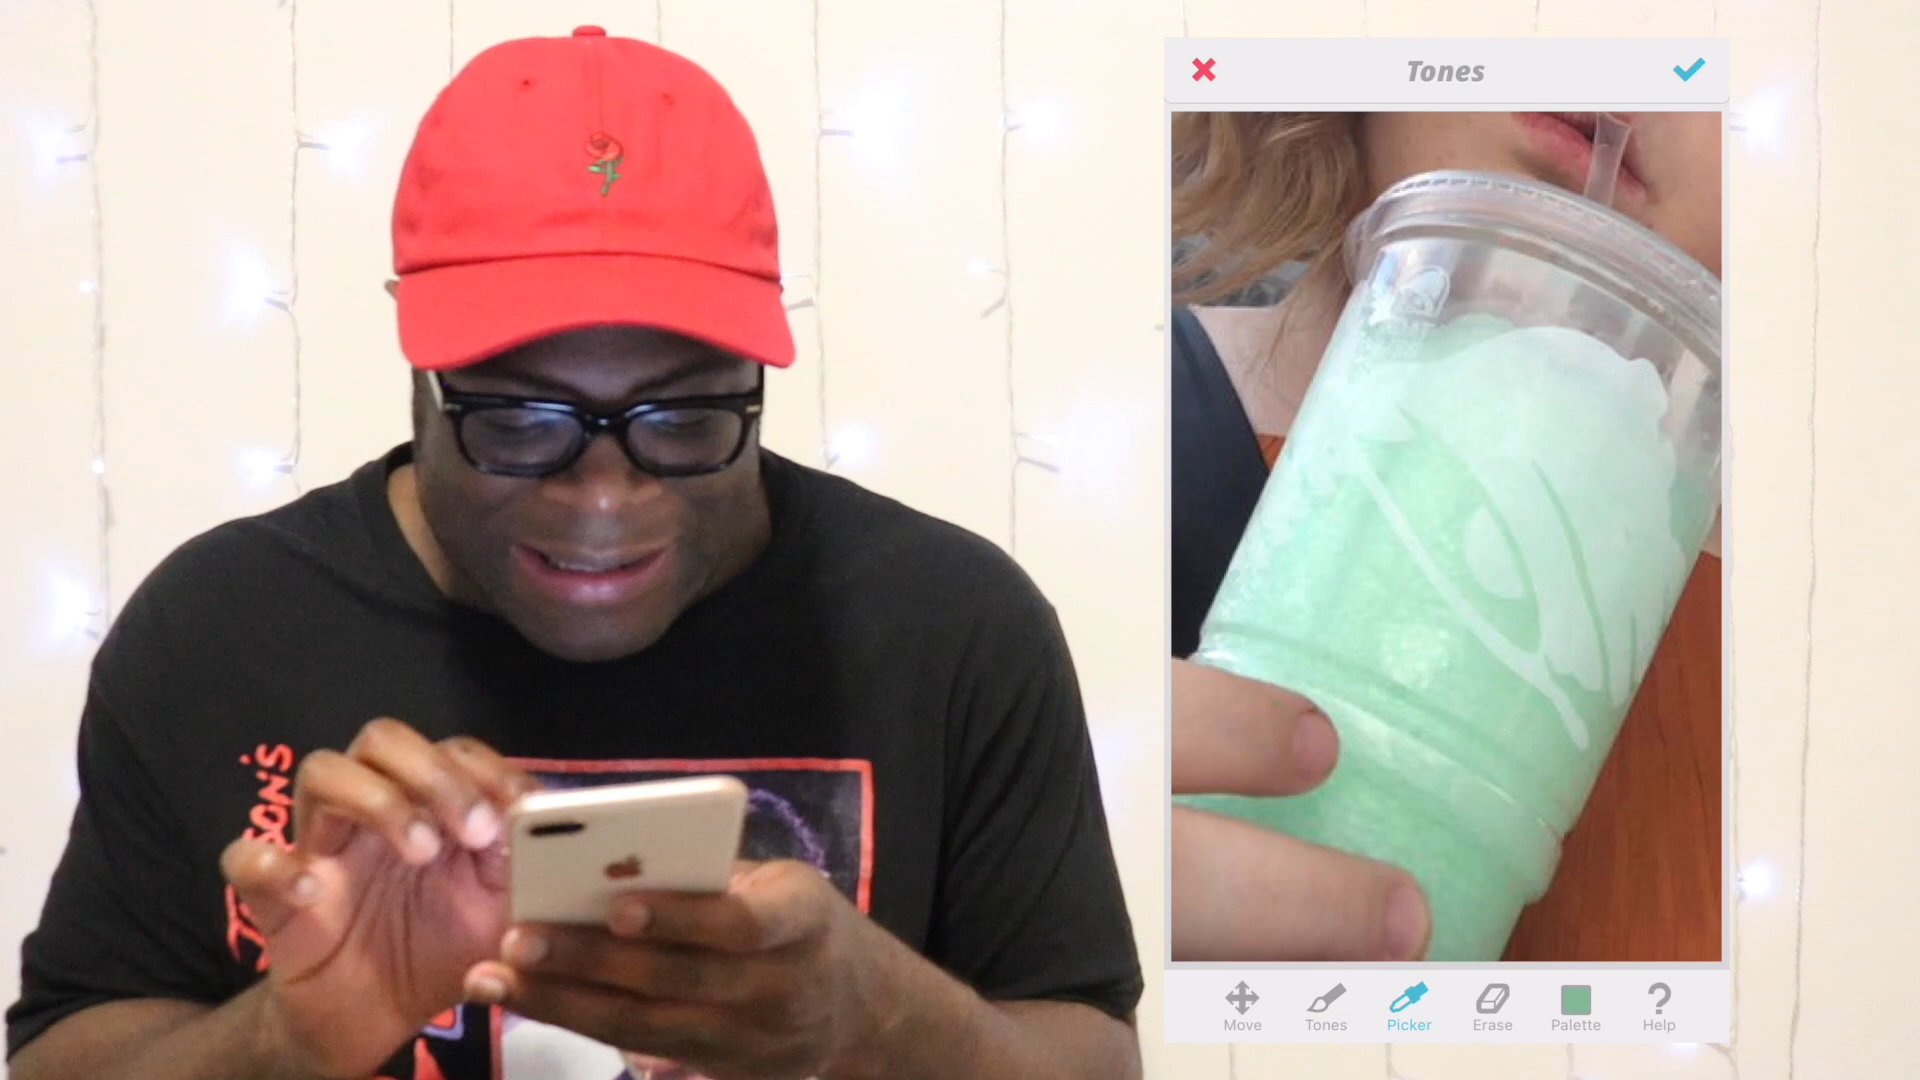 Tones
Move
Tones
Picker
Erase
Palette
Help